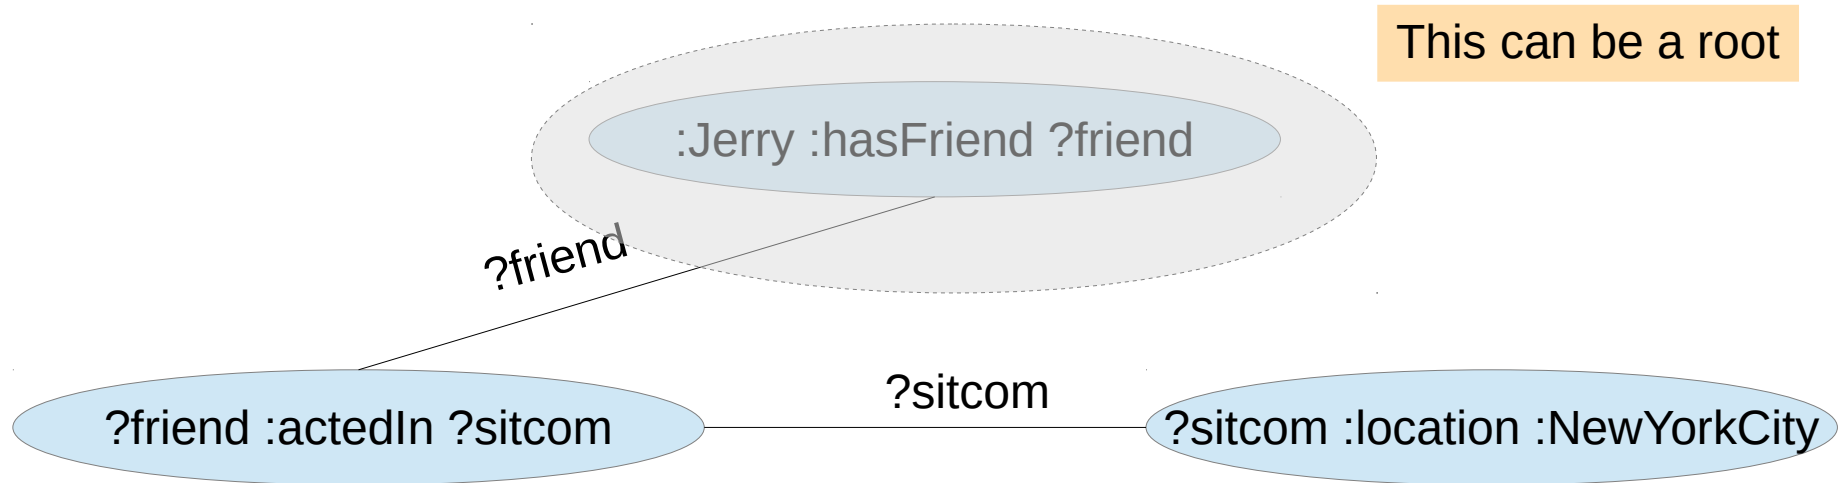 This can be a root
:Jerry :hasFriend ?friend
?friend
?sitcom
?friend :actedIn ?sitcom
?sitcom :location :NewYorkCity